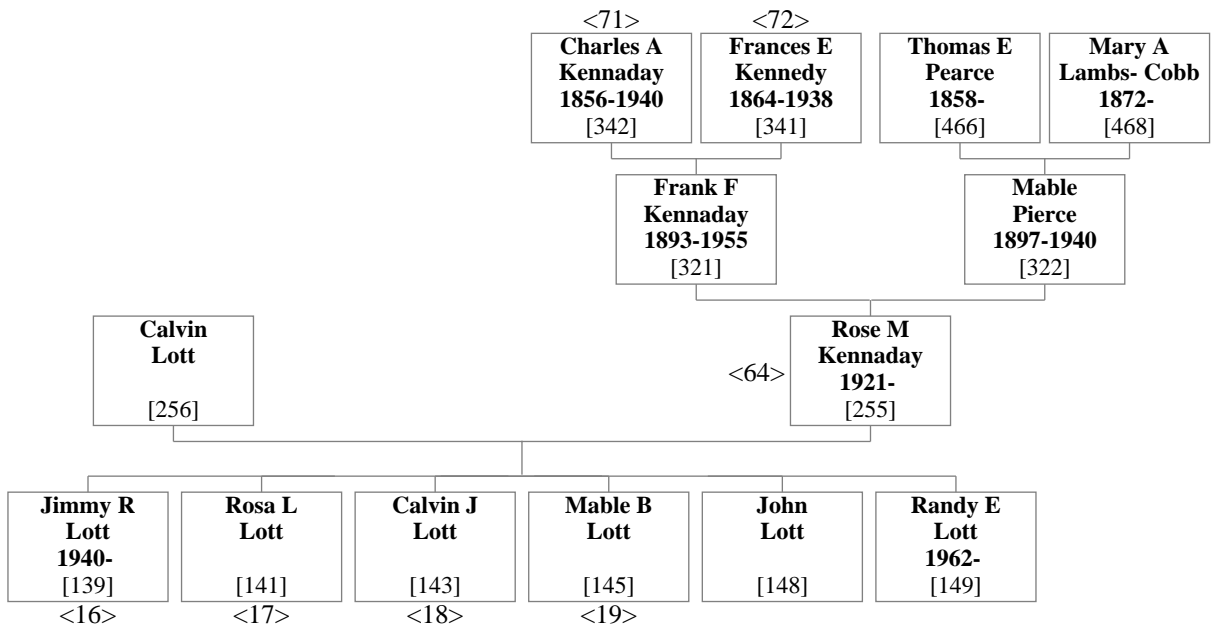 <71>
<72>
Charles A
Kennaday
1856-1940
[342]
Frances E
Kennedy
1864-1938
[341]
Thomas E
Pearce
1858-
[466]
Mary A
Lambs- Cobb
1872-
[468]
Frank F
Kennaday
1893-1955
[321]
Mable
Pierce
1897-1940
[322]
Calvin
Lott
[256]
<64>
Rose M
Kennaday
1921-
[255]
Jimmy R
Lott
1940-
[139]
<16>
Rosa L
Lott
[141]
<17>
Calvin J
Lott
[143]
<18>
Mable B
Lott
[145]
<19>
John
Lott
[148]
Randy E
Lott
1962-
[149]